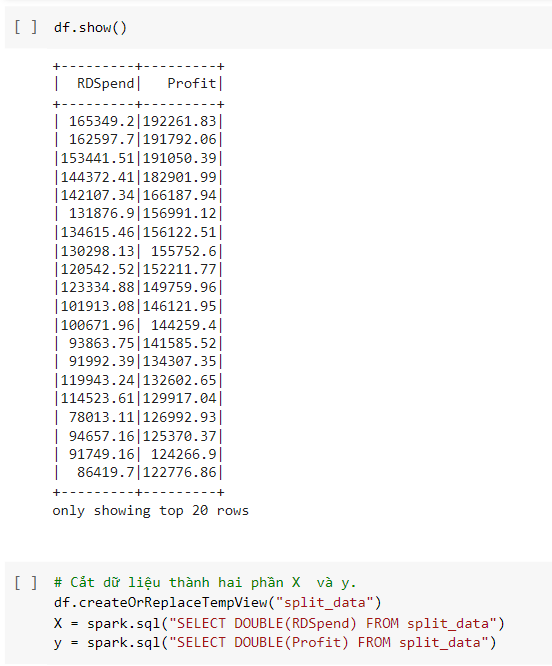 [ ] df.show()
+---------+---------+
|  RDSpend|   Profit|
+---------+---------+
| 165349.2|192261.83|
| 162597.7|191792.06|
|153441.51|191050.39|
|144372.41|182901.99|
|142107.34|166187.94|
| 131876.9|156991.12|
|134615.46|156122.51|
|130298.13| 155752.6|
|120542.52|152211.77|
|123334.88|149759.96|
|101913.08|146121.95|
|100671.96| 144259.4|
| 93863.75|141585.52|
| 91992.39|134307.35|
|119943.24|132602.65|
|114523.61|129917.04|
| 78013.11|126992.93|
| 94657.16|125370.37|
| 91749.16| 124266.9|
|  86419.7|122776.86|
+---------+---------+
only showing top 20 rows
[ ] # Cắt dữ liệu thành hai phần X  và y.
df.createOrReplaceTempView("split_data")
X = spark.sql("SELECT DOUBLE(RDSpend) FROM split_data")
y = spark.sql("SELECT DOUBLE(Profit) FROM split_data")